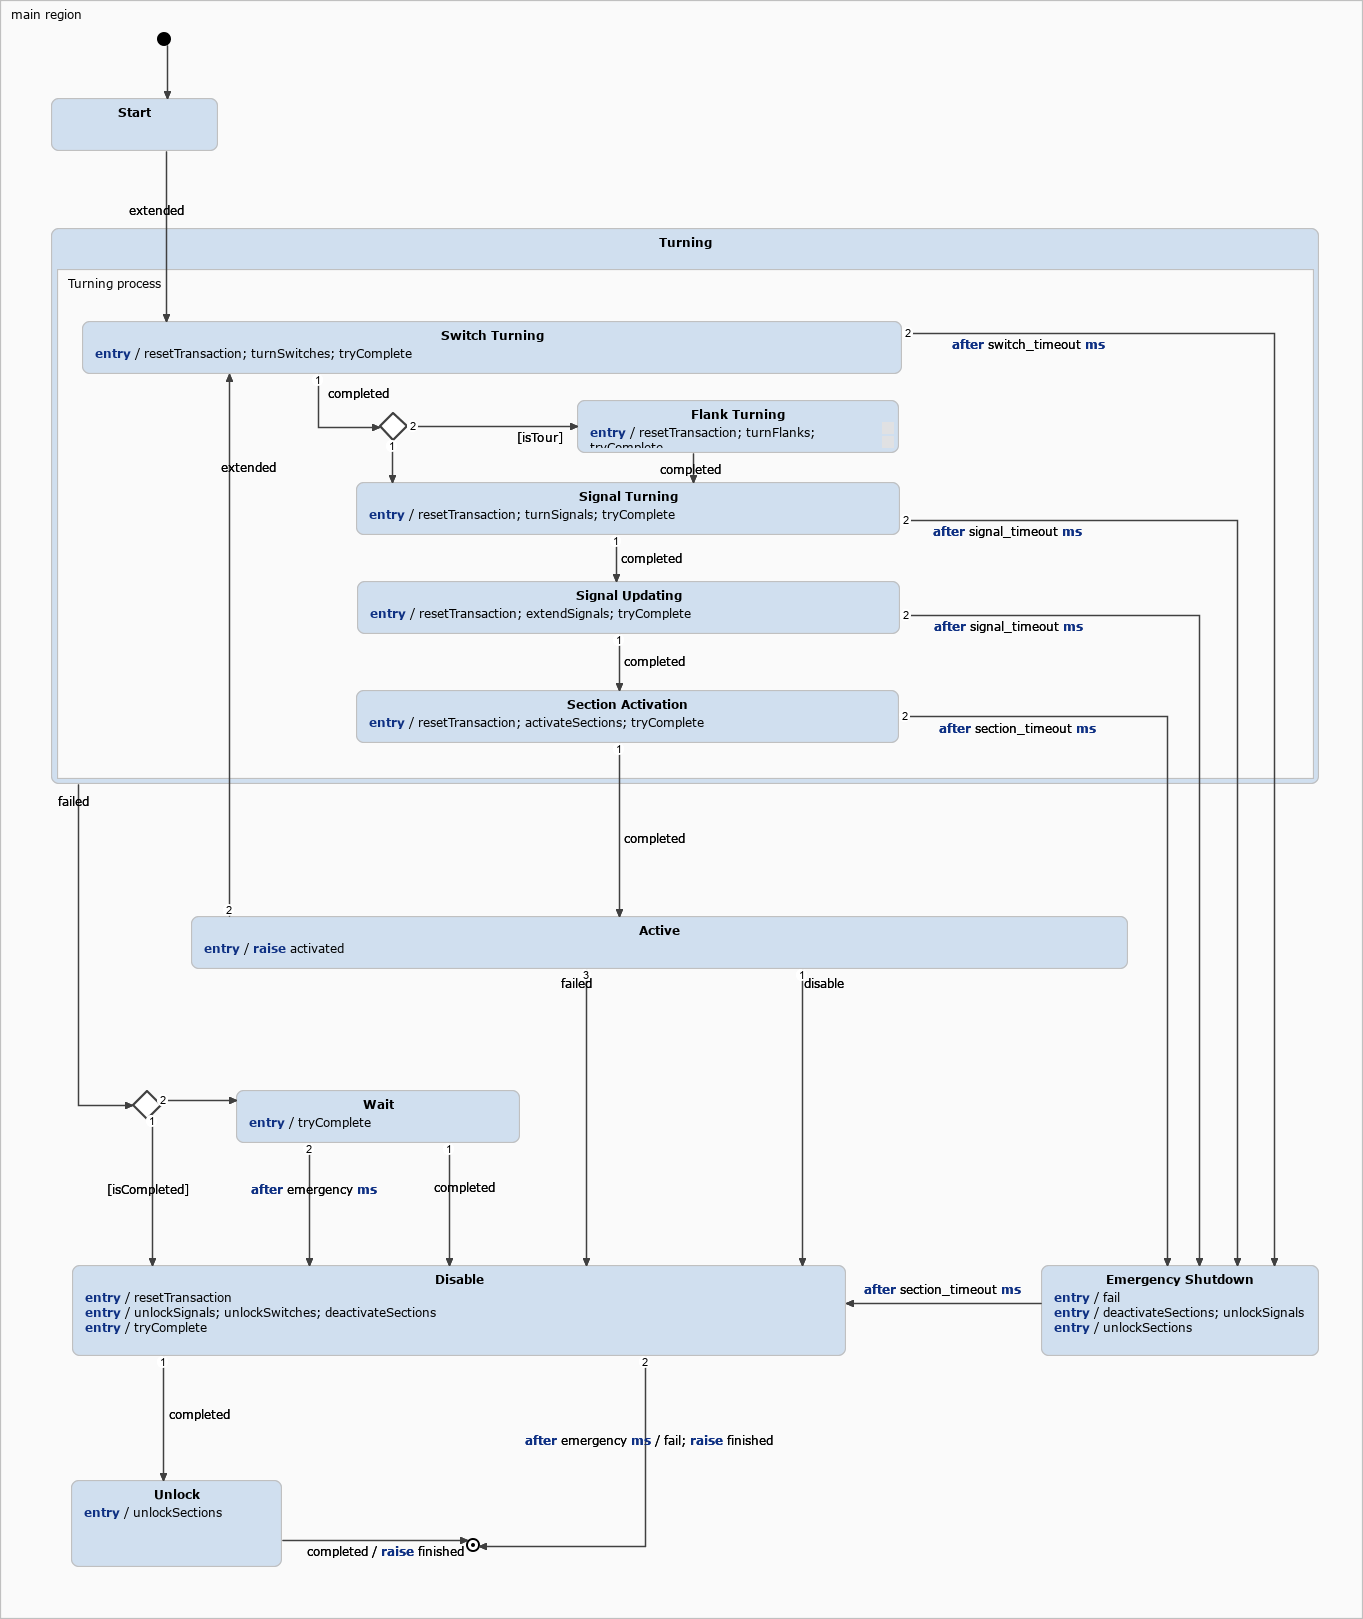 main region
Start
extended
Turning
Turning process
Switch Turning
entry / resetTransaction; turnSwitches; tryComplete
2
after switch_timeout ms
1
completed
Flank Turning
entry / resetTransaction; turnFlanks;
tryComplete
2
[isTour]
1
extended
completed
Signal Turning
entry / resetTransaction; turnSignals; tryComplete
2
after signal_timeout ms
1
completed
Signal Updating
entry / resetTransaction; extendSignals; tryComplete
2
after signal_timeout ms
1
completed
Section Activation
entry / resetTransaction; activateSections; tryComplete
2
after section_timeout ms
1
failed
completed
2
Active
entry / raise activated
3
failed
1
disable
2
1
Wait
entry / tryComplete
2
1
[isCompleted]
after emergency ms
completed
Disable
entry / resetTransaction
entry / unlockSignals; unlockSwitches; deactivateSections
entry / tryComplete
after section_timeout ms
Emergency Shutdown
entry / fail
entry / deactivateSections; unlockSignals
entry / unlockSections
1
2
completed
after emergency ms / fail; raise finished
Unlock
entry / unlockSections
completed / raise finished